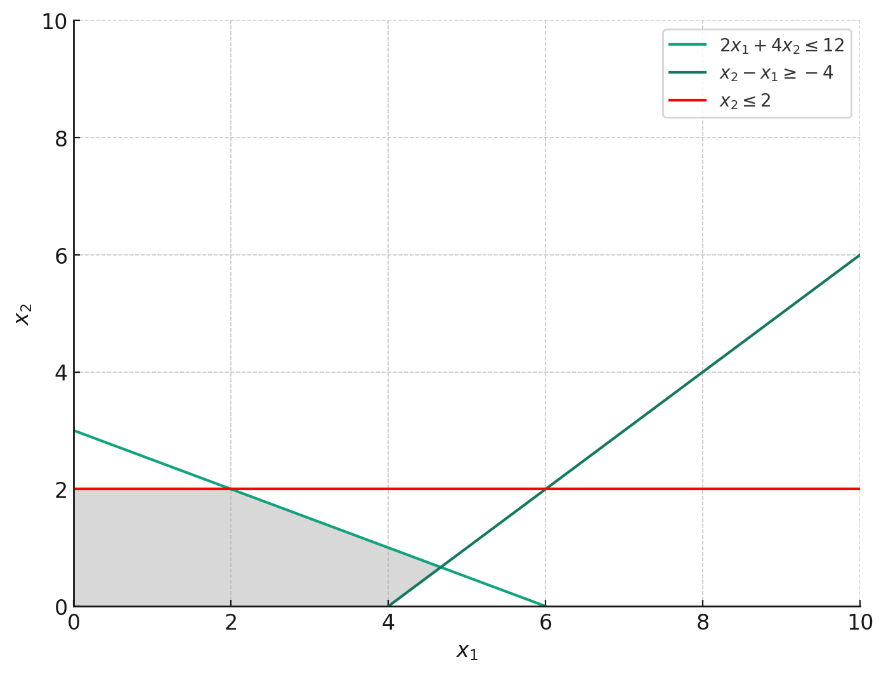 10
2x₁ + 4x₂ ≤ 12
x₂ − x₁ ≥ −4
x₂ ≤ 2
8
6
x₂
4
2
0
0 2 4 6 8 10
x₁